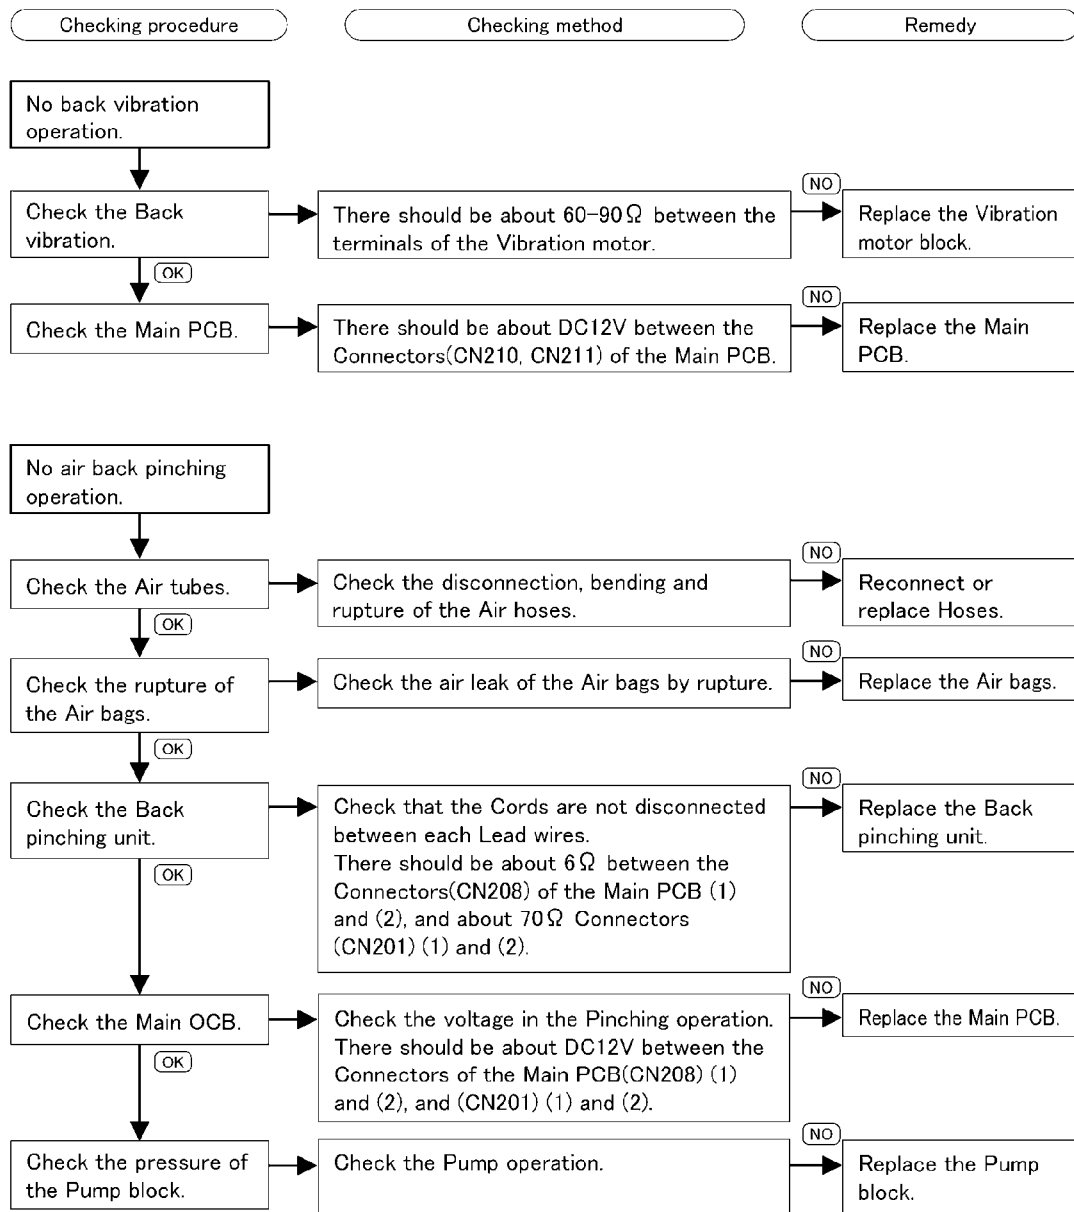 Checking procedure
Checking method
Remedy
No back vibration
operation.
Check the Back
vibration.
There should be about 60-90Ω between the
terminals of the Vibration motor.
NO
Replace the Vibration
motor block.
OK
Check the Main PCB.
There should be about DC12V between the
Connectors(CN210, CN211) of the Main PCB.
NO
Replace the Main
PCB.
No air back pinching
operation.
Check the Air tubes.
Check the disconnection, bending and
rupture of the Air hoses.
NO
Reconnect or
replace Hoses.
OK
Check the rupture of
the Air bags.
Check the air leak of the Air bags by rupture.
NO
Replace the Air bags.
OK
Check the Back
pinching unit.
Check that the Cords are not disconnected
between each Lead wires.
There should be about 6Ω between the
Connectors(CN208) of the Main PCB (1)
and (2), and about 70Ω Connectors
(CN201) (1) and (2).
NO
Replace the Back
pinching unit.
OK
Check the Main OCB.
Check the voltage in the Pinching operation.
There should be about DC12V between the
Connectors of the Main PCB(CN208) (1)
and (2), and (CN201) (1) and (2).
NO
Replace the Main PCB.
OK
Check the pressure of
the Pump block.
Check the Pump operation.
NO
Replace the Pump
block.